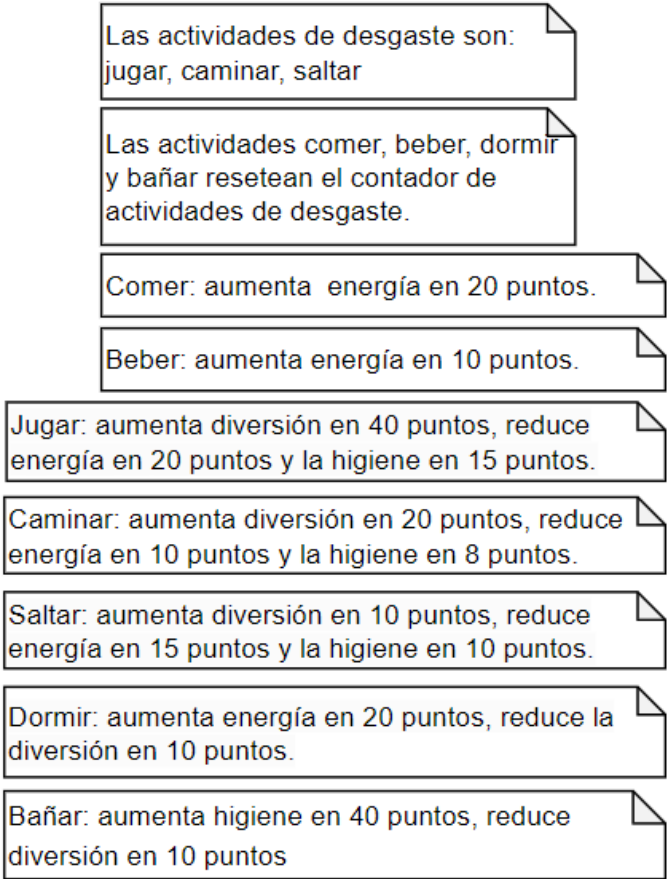 Las actividades de desgaste son:
jugar, caminar, saltar
Las actividades comer, beber, dormir
y bañar resetean el contador de
actividades de desgaste.
Comer: aumenta  energía en 20 puntos.
Beber: aumenta energía en 10 puntos.
Jugar: aumenta diversión en 40 puntos, reduce
energía en 20 puntos y la higiene en 15 puntos.
Caminar: aumenta diversión en 20 puntos, reduce
energía en 10 puntos y la higiene en 8 puntos.
Saltar: aumenta diversión en 10 puntos, reduce
energía en 15 puntos y la higiene en 10 puntos.
Dormir: aumenta energía en 20 puntos, reduce la
diversión en 10 puntos.
Bañar: aumenta higiene en 40 puntos, reduce
diversión en 10 puntos